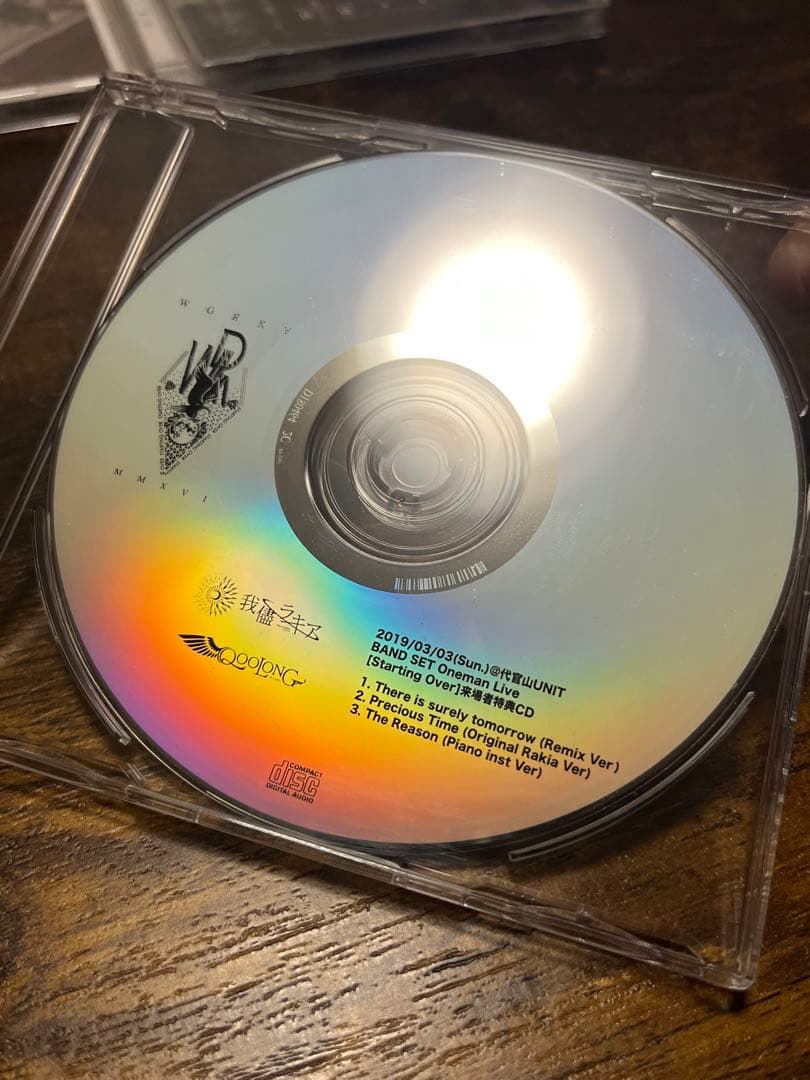 W G Я K ∀
M M X V I
我儘ラキア
QOOLONG
2019/03/03(Sun.)@代官山UNIT
BAND SET Oneman Live
[Starting Over]来場者特典CD
1. There is surely tomorrow (Remix Ver)
2. Precious Time (Original Rakia Ver)
3. The Reason (Piano inst Ver)
COMPACT
disc
DIGITAL AUDIO